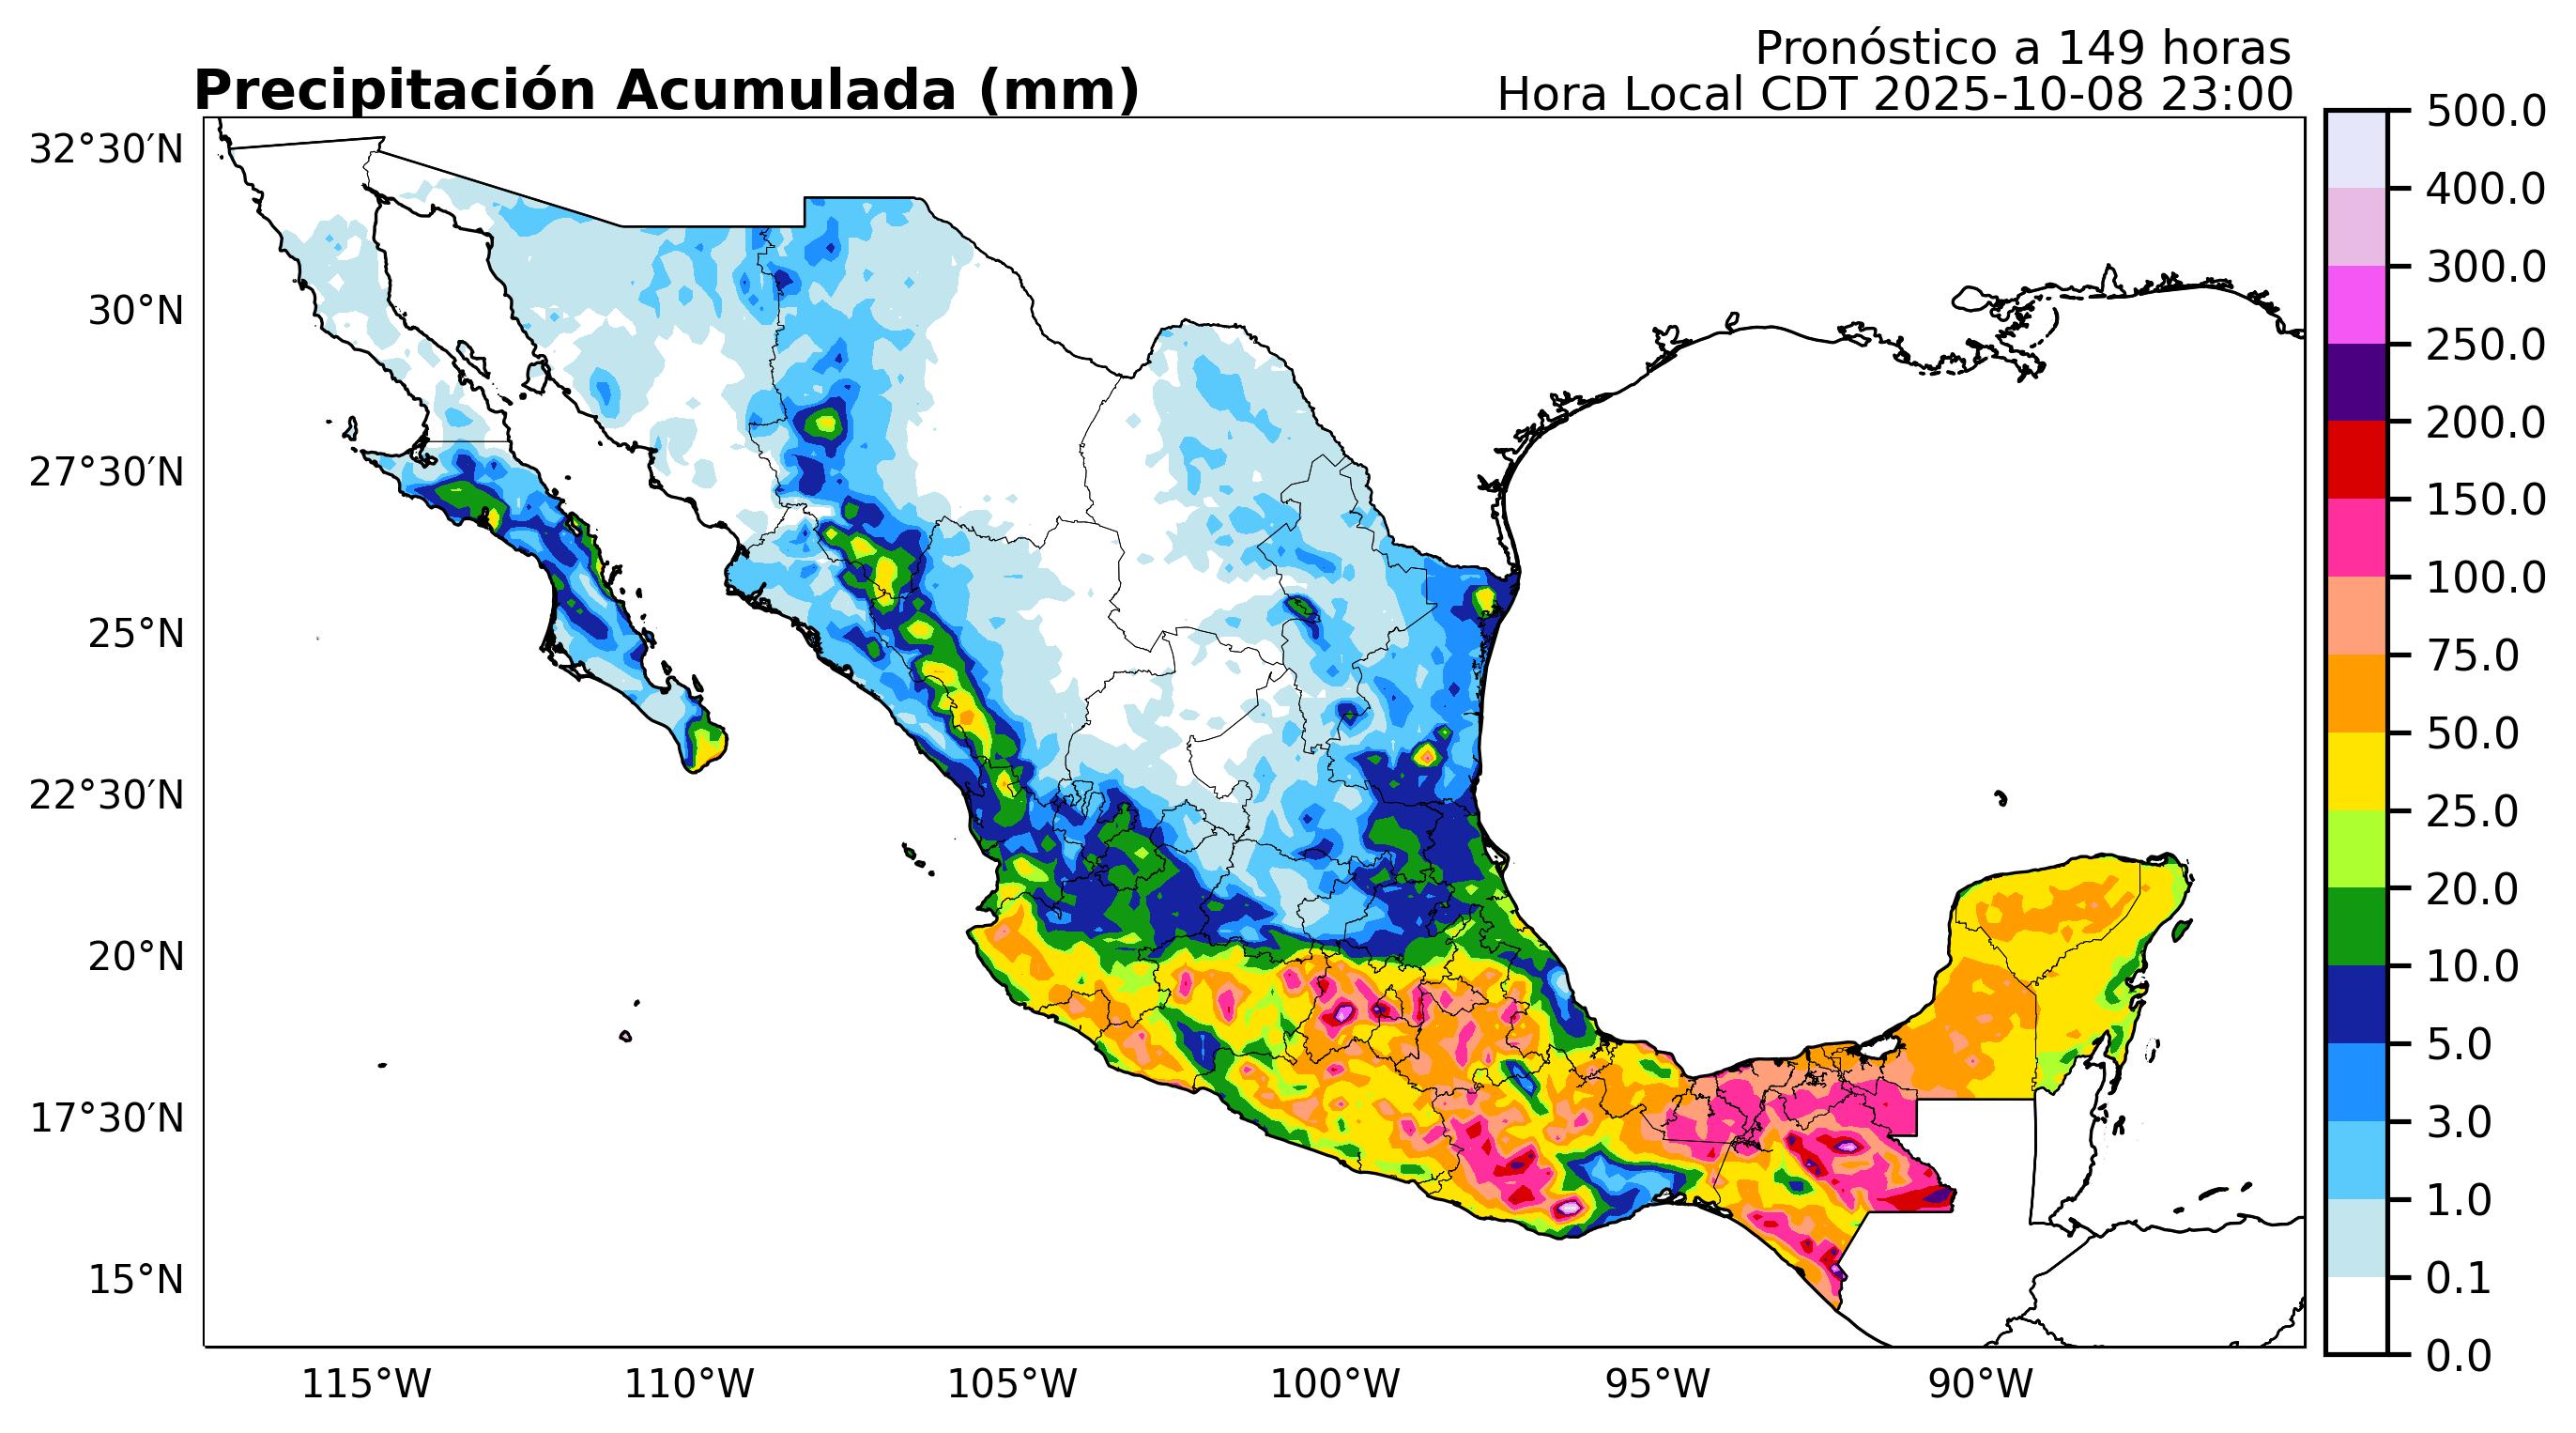 Pronóstico a 149 horas
Precipitación Acumulada (mm)
Hora Local CDT 2025-10-08 23:00
32°30′N
30°N
27°30′N
25°N
22°30′N
20°N
17°30′N
15°N
115°W
110°W
105°W
100°W
95°W
90°W
500.0
400.0
300.0
250.0
200.0
150.0
100.0
75.0
50.0
25.0
20.0
10.0
5.0
3.0
1.0
0.1
0.0